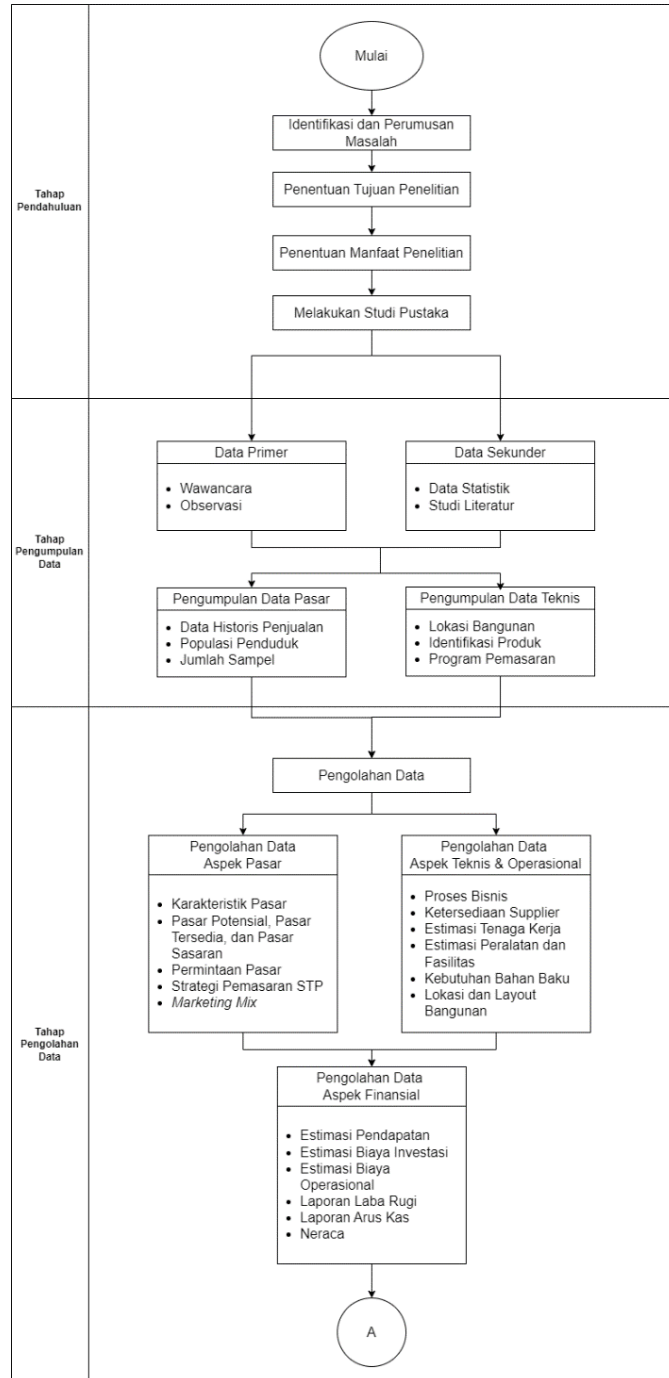 Mulai
Identifikasi dan Perumusan
Masalah
Tahap
Pendahuluan
Penentuan Tujuan Penelitian
Penentuan Manfaat Penelitian
Melakukan Studi Pustaka
Tahap
Pengumpulan
Data
Data Primer
• Wawancara
• Observasi
Data Sekunder
• Data Statistik
• Studi Literatur
Pengumpulan Data Pasar
• Data Historis Penjualan
• Populasi Penduduk
• Jumlah Sampel
Pengumpulan Data Teknis
• Lokasi Bangunan
• Identifikasi Produk
• Program Pemasaran
Tahap
Pengolahan
Data
Pengolahan Data
Pengolahan Data
Aspek Pasar
• Karakteristik Pasar
• Pasar Potensial, Pasar
Tersedia, dan Pasar
Sasaran
• Permintaan Pasar
• Strategi Pemasaran STP
• Marketing Mix
Pengolahan Data
Aspek Teknis & Operasional
• Proses Bisnis
• Ketersediaan Supplier
• Estimasi Tenaga Kerja
• Estimasi Peralatan dan
Fasilitas
• Kebutuhan Bahan Baku
• Lokasi dan Layout
Bangunan
Pengolahan Data
Aspek Finansial
• Estimasi Pendapatan
• Estimasi Biaya Investasi
• Estimasi Biaya
Operasional
• Laporan Laba Rugi
• Laporan Arus Kas
• Neraca
A